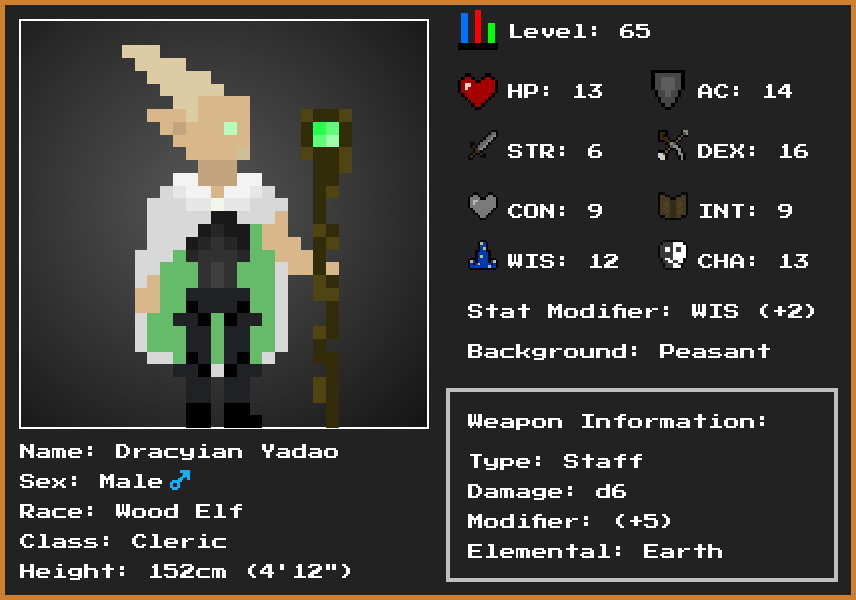 Level: 65
HP: 13
AC: 14
STR: 6
DEX: 16
CON: 9
INT: 9
WIS: 12
CHA: 13
Stat Modifier: WIS (+2)
Background: Peasant
Weapon Information:
Type: Staff
Damage: d6
Modifier: (+5)
Elemental: Earth
Name: Dracyian Yadao
Sex: Male♂
Race: Wood Elf
Class: Cleric
Height: 152cm (4'12")